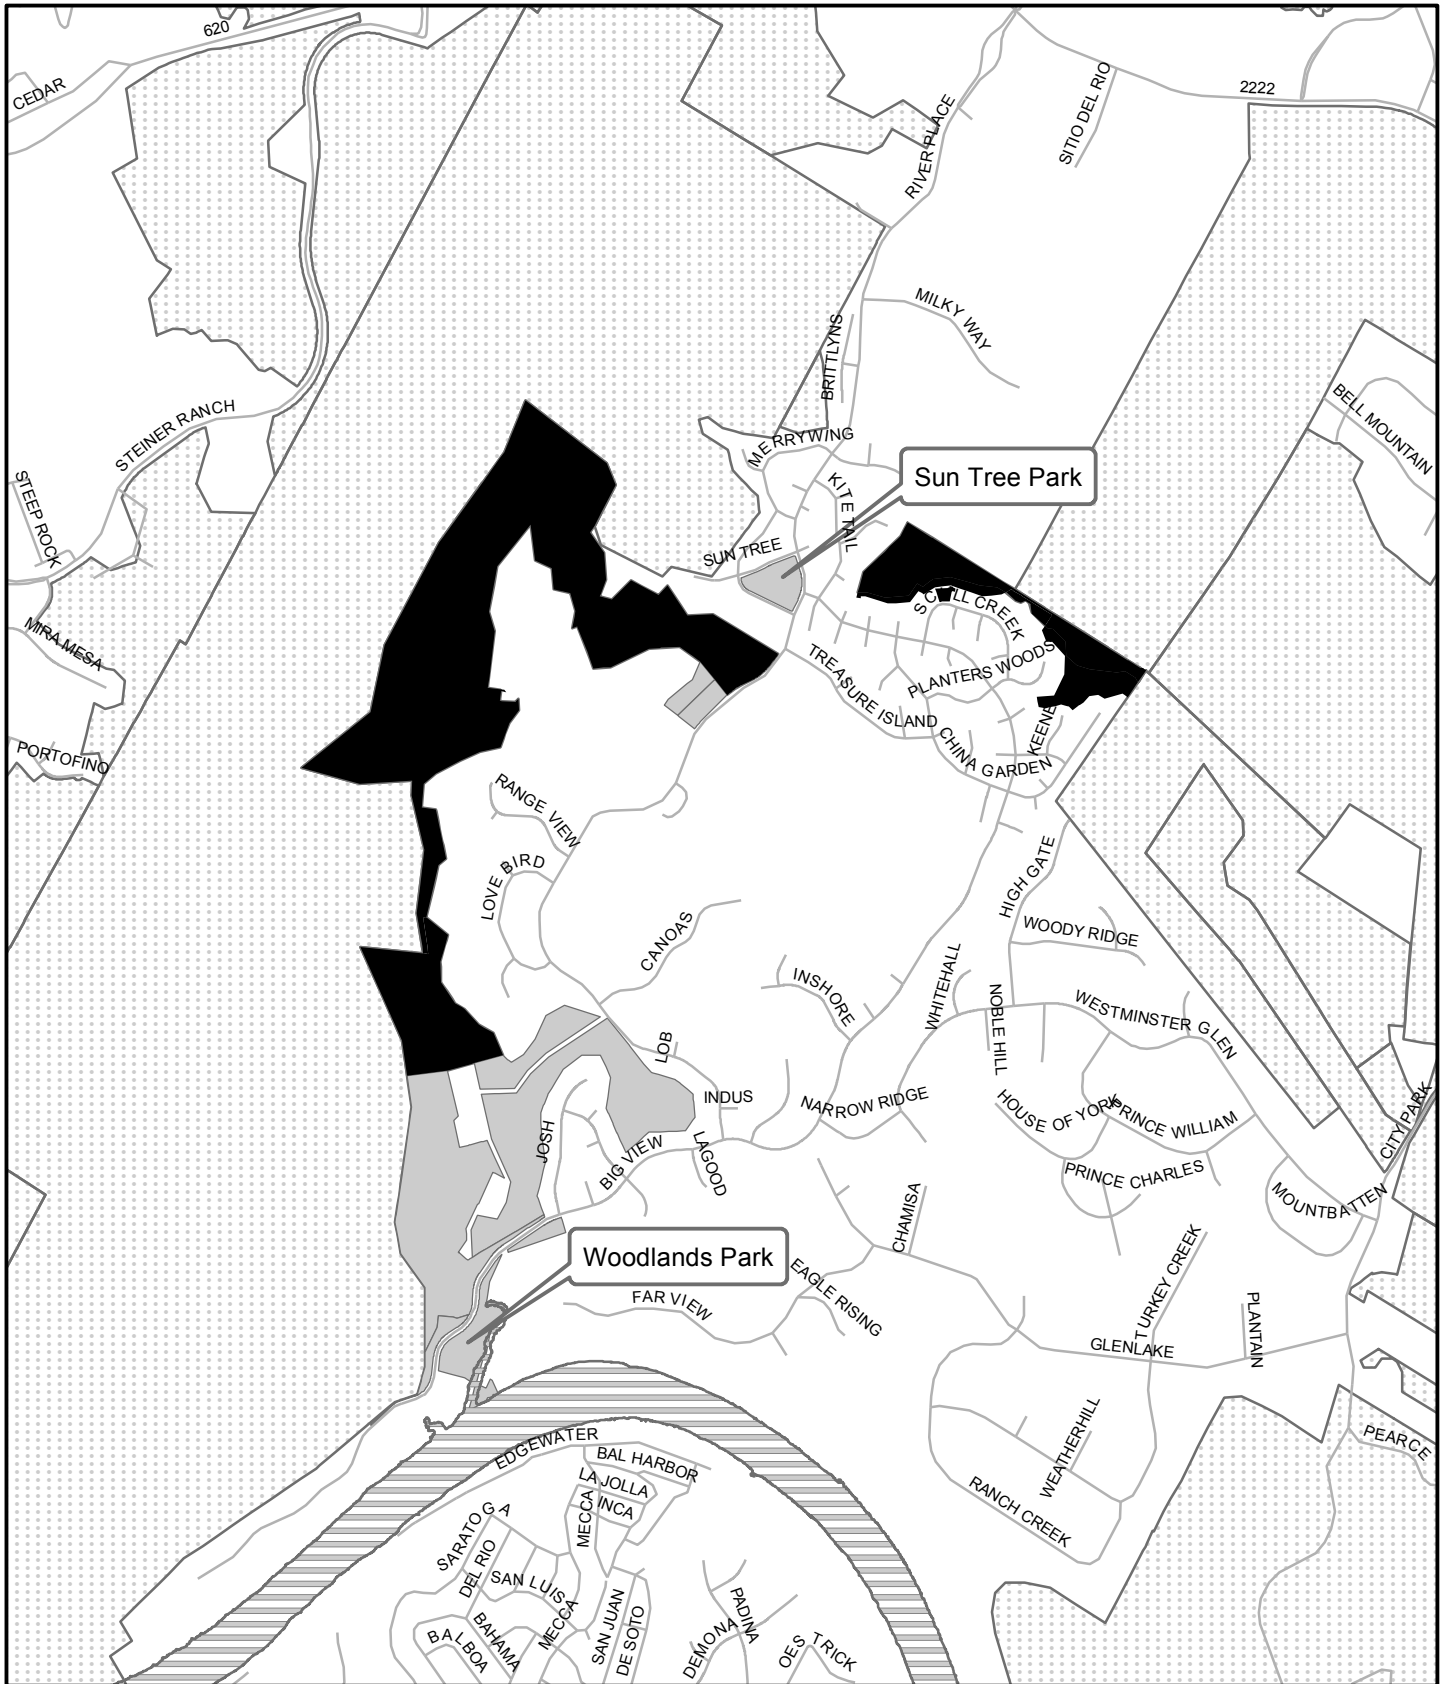 620
CEDAR
2222
SITIO DEL RIO
RIVER PLACE
MILKY WAY
BRITTLYNS
BELL MOUNTAIN
STEINER RANCH
MERRYWING
Sun Tree Park
STEEP ROCK
KITE TAIL
SUN TREE
SCULL CREEK
MIRA MESA
TREASURE ISLAND
PLANTERS WOODS
KEENE
PORTOFINO
CHINA GARDEN
RANGE VIEW
LOVE BIRD
HIGH GATE
CANOAS
WOODY RIDGE
INSHORE
WHITEHALL
NOBLE HILL
WESTMINSTER GLEN
LOB
INDUS
NARROW RIDGE
HOUSE OF YORK
PRINCE WILLIAM
CITY PARK
JOSH
BIG VIEW
LAGOOD
PRINCE CHARLES
MOUNTBATTEN
CHAMISA
Woodlands Park
EAGLE RISING
TURKEY CREEK
FAR VIEW
PLANTAIN
GLENLAKE
WEATHERHILL
PEARCE
EDGEWATER
BAL HARBOR
LA JOLLA
INCA
MECCA
RANCH CREEK
SARATOGA
DEL RIO
SAN LUIS
MECCA
BAHAMA
BALBOA
SAN JUAN
DE SOTO
PADINA
DEMONA
OESTRICK